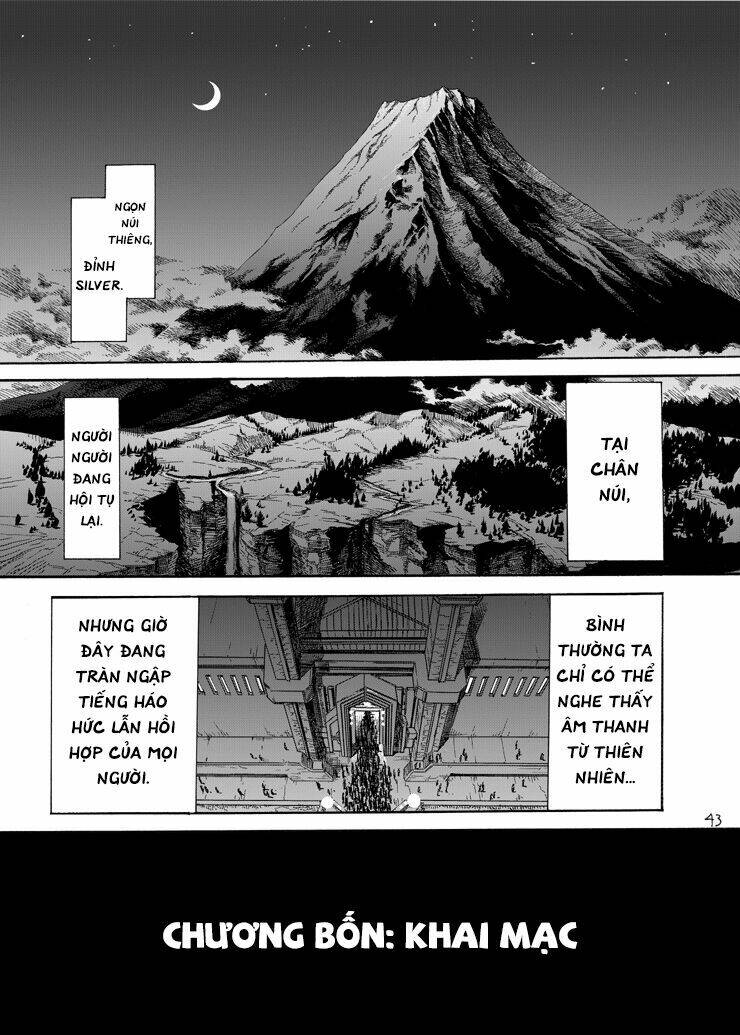 NGỌN
NÚI
THIÊNG,
ĐỈNH
SILVER.
TẠI
CHÂN
NÚI,
NGƯỜI
NGƯỜI
ĐANG
HỘI TỤ
LẠI.
BÌNH
THƯỜNG TA
CHỈ CÓ THỂ
NGHE THẤY
ÂM THANH
TỪ THIÊN
NHIÊN...
NHƯNG GIỜ
ĐÂY ĐANG
TRÀN NGẬP
TIẾNG HÁO
HỨC LẪN HỒI
HỢP CỦA MỌI
NGƯỜI.
43
CHƯƠNG BỐN: KHAI MẠC